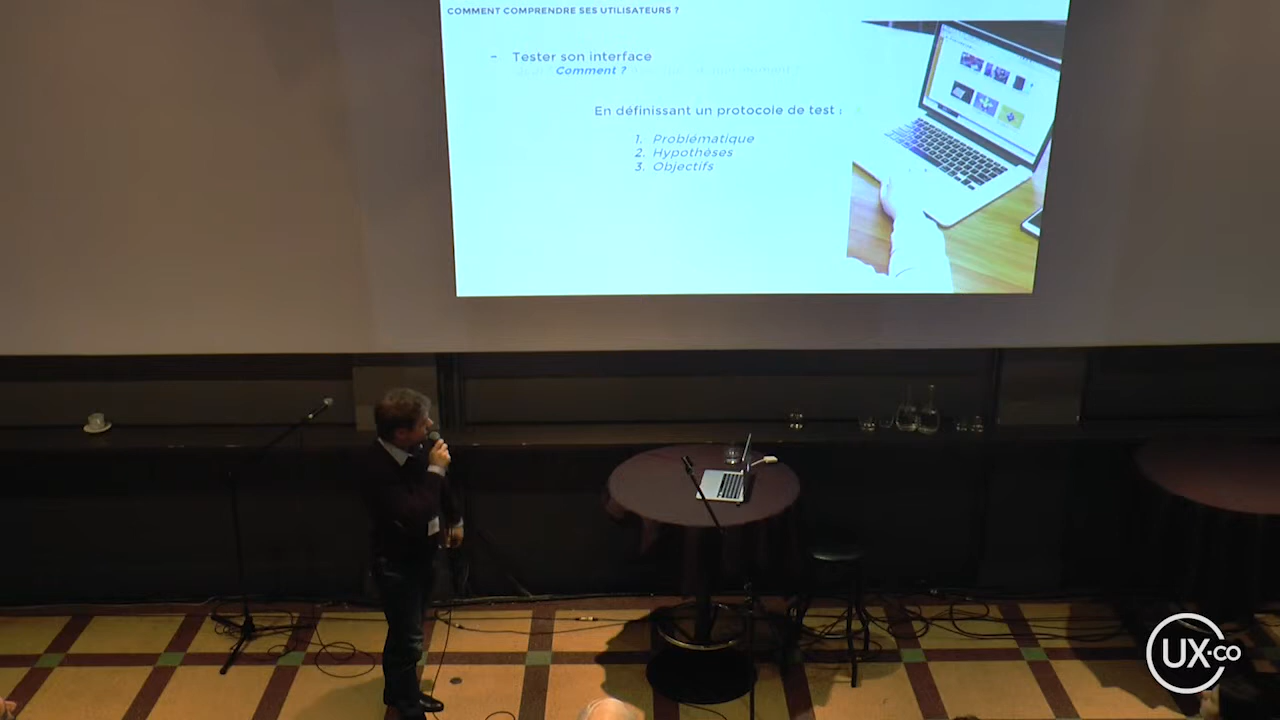 COMMENT COMPRENDRE SES UTILISATEURS ?
- Tester son interface
Comment ?
En définissant un protocole de test :
1. Problématique
2. Hypothèses
3. Objectifs
UX-co